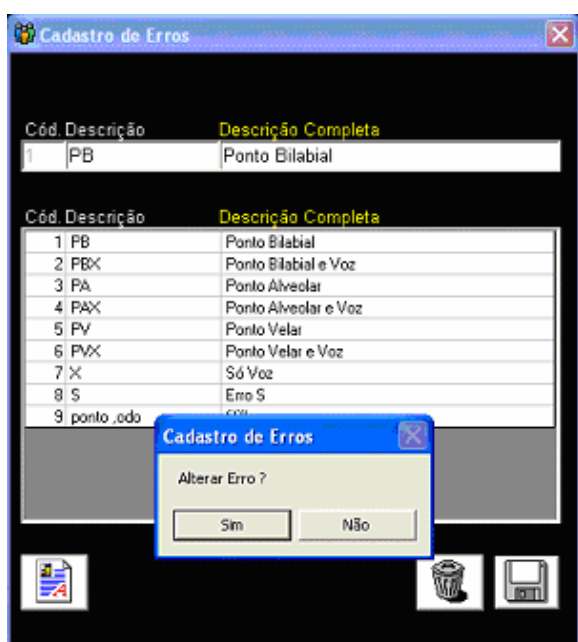 Cadastro de Erros
Cód. Descrição Descrição Completa
1 PB Ponto Bilabial
Cód. Descrição Descrição Completa
1 PB Ponto Bilabial
2 PBX Ponto Bilabial e Voz
3 PA Ponto Alveolar
4 PAX Ponto Alveolar e Voz
5 PV Ponto Velar
6 PVX Ponto Velar e Voz
7 X Só Voz
8 S Erro S
9 ponto ,odo
Cadastro de Erros
Alterar Erro ?
Sim Não